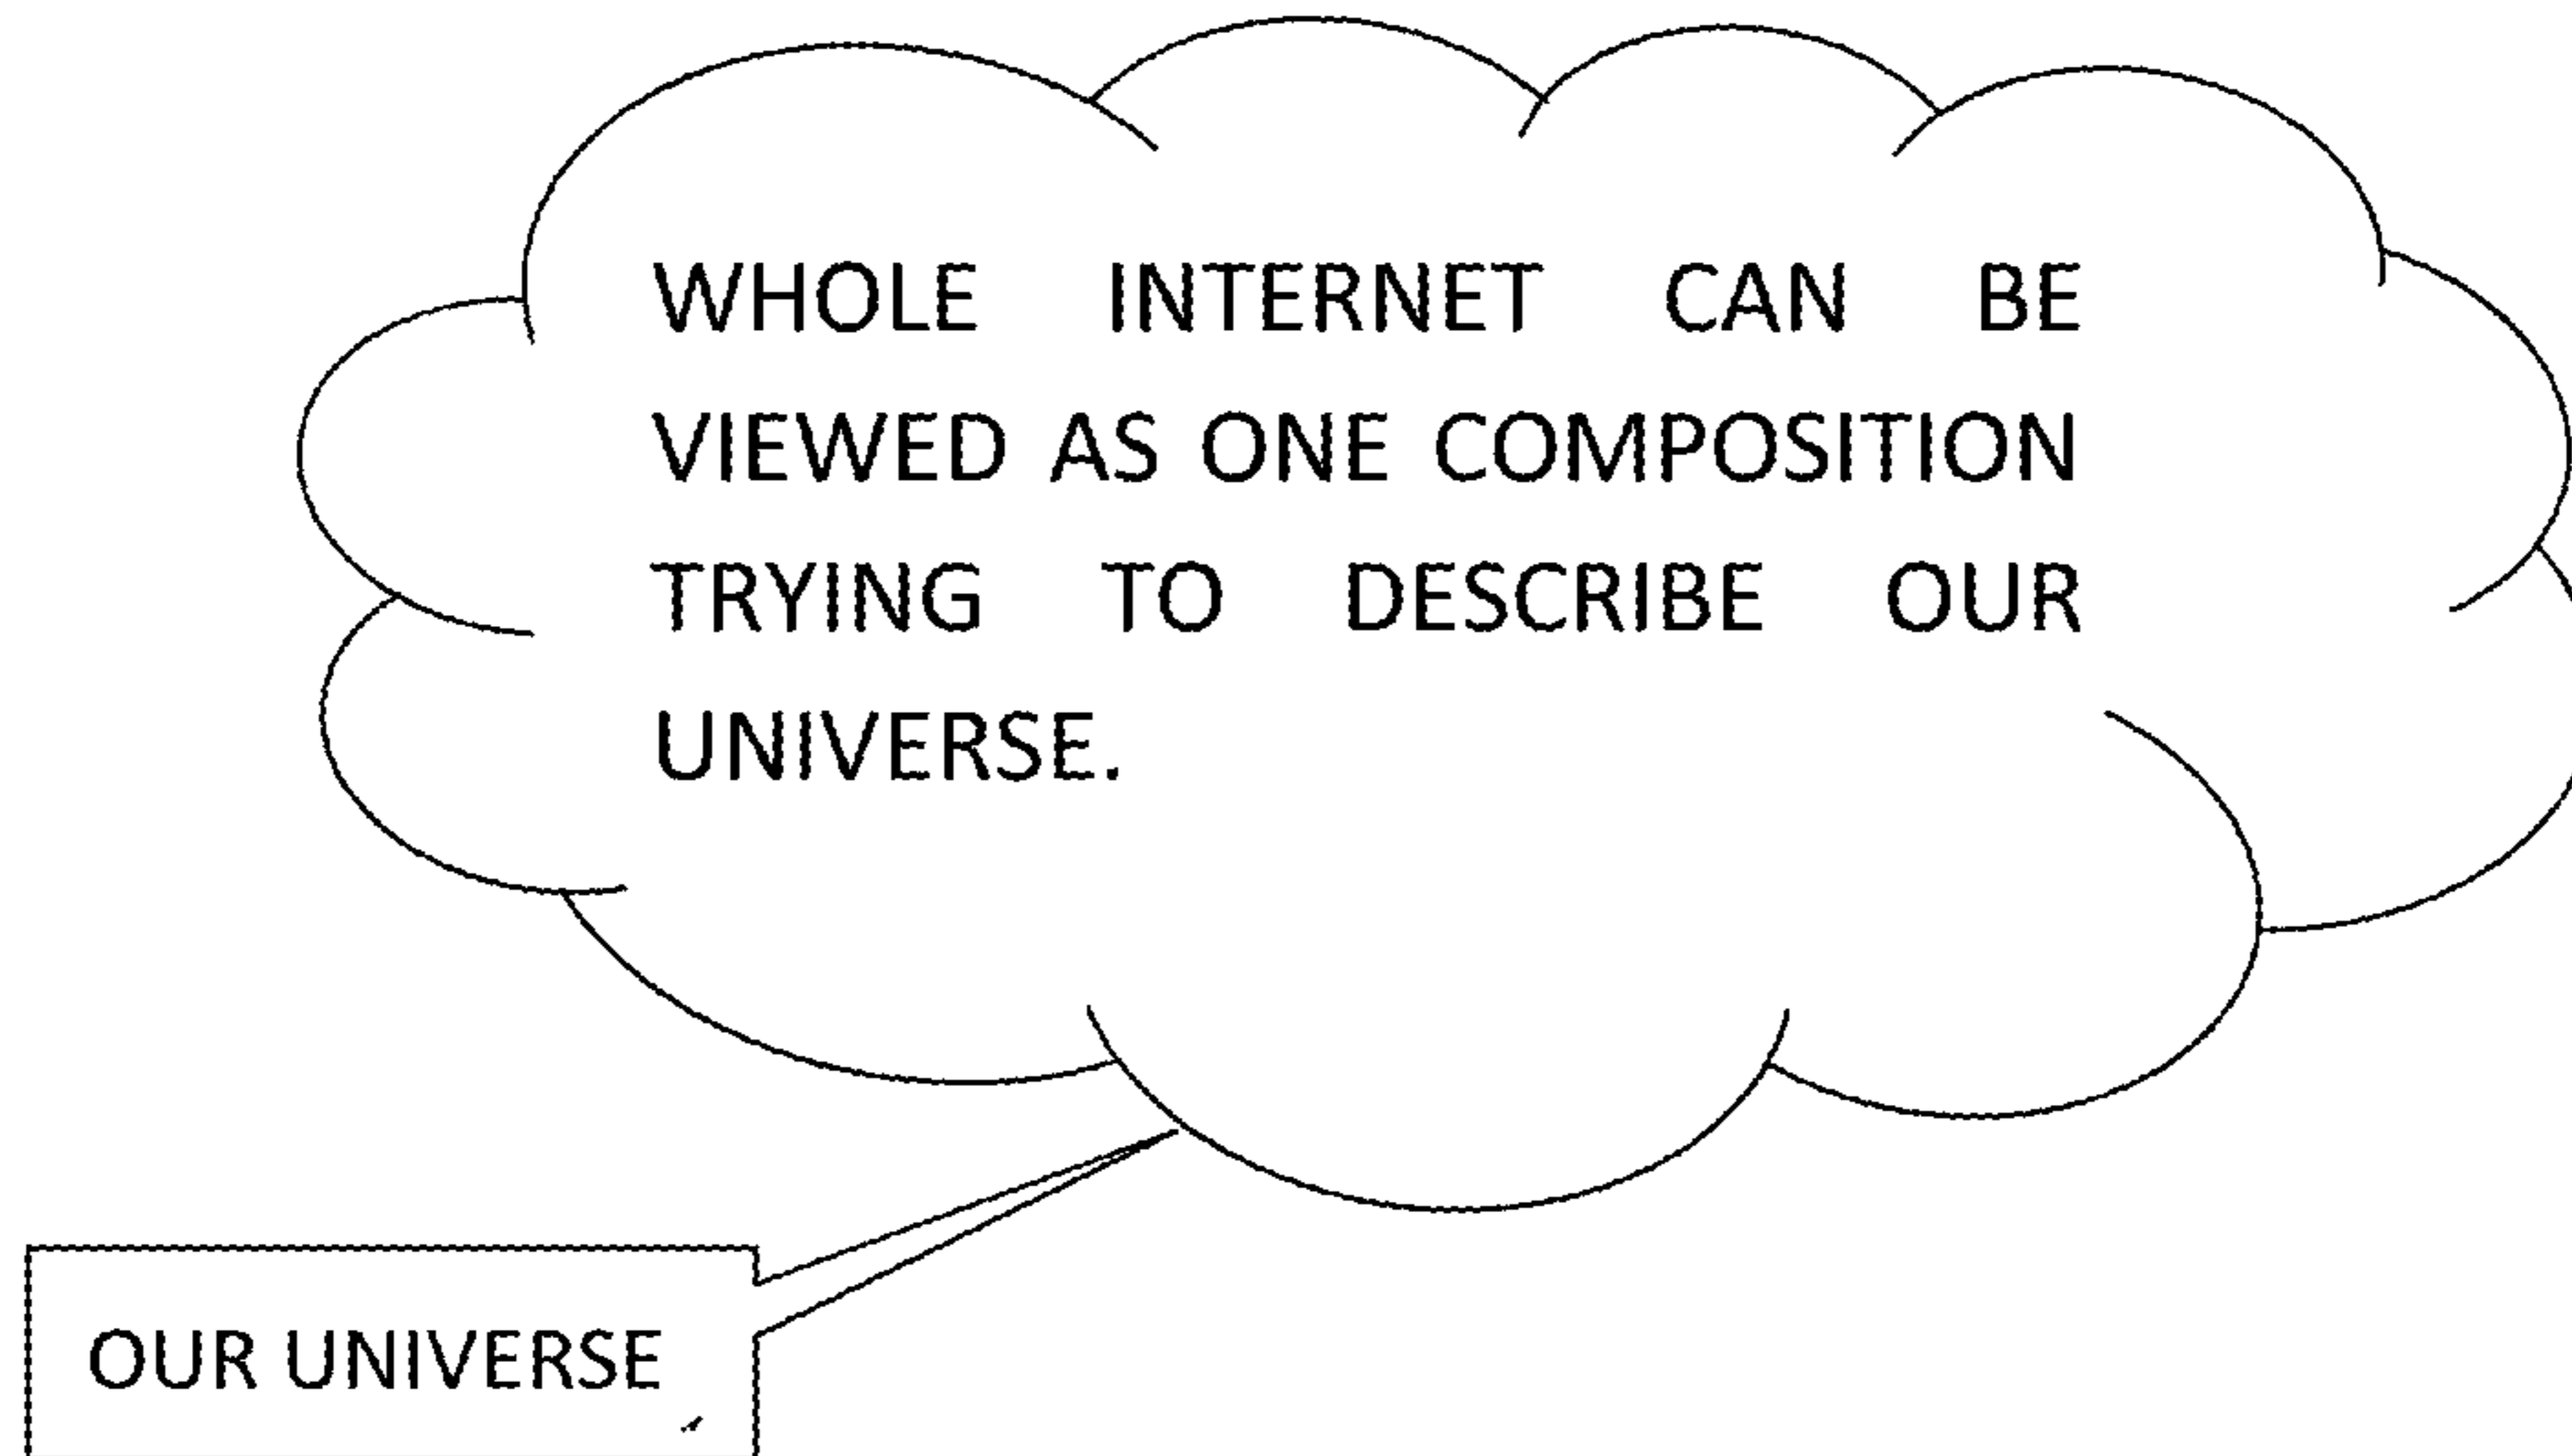 WHOLE INTERNET CAN BE
VIEWED AS ONE COMPOSITION
TRYING TO DESCRIBE OUR
UNIVERSE.
OUR UNIVERSE